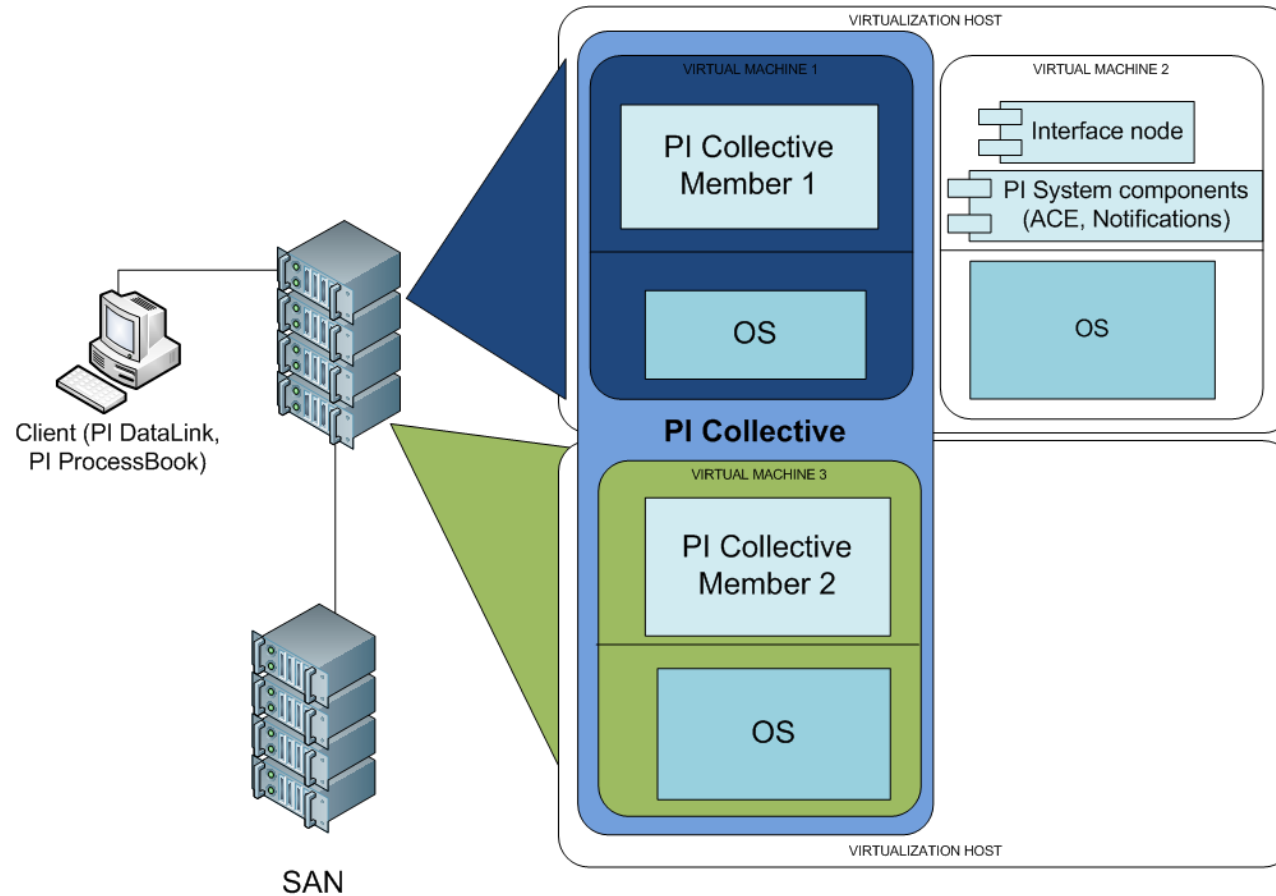 VIRTUALIZATION HOST
VIRTUAL MACHINE 1
PI Collective
Member 1
OS
VIRTUAL MACHINE 2
Interface node
PI System components
(ACE, Notifications)
OS
Client (PI DataLink,
PI ProcessBook)
PI Collective
VIRTUAL MACHINE 3
PI Collective
Member 2
OS
VIRTUALIZATION HOST
SAN